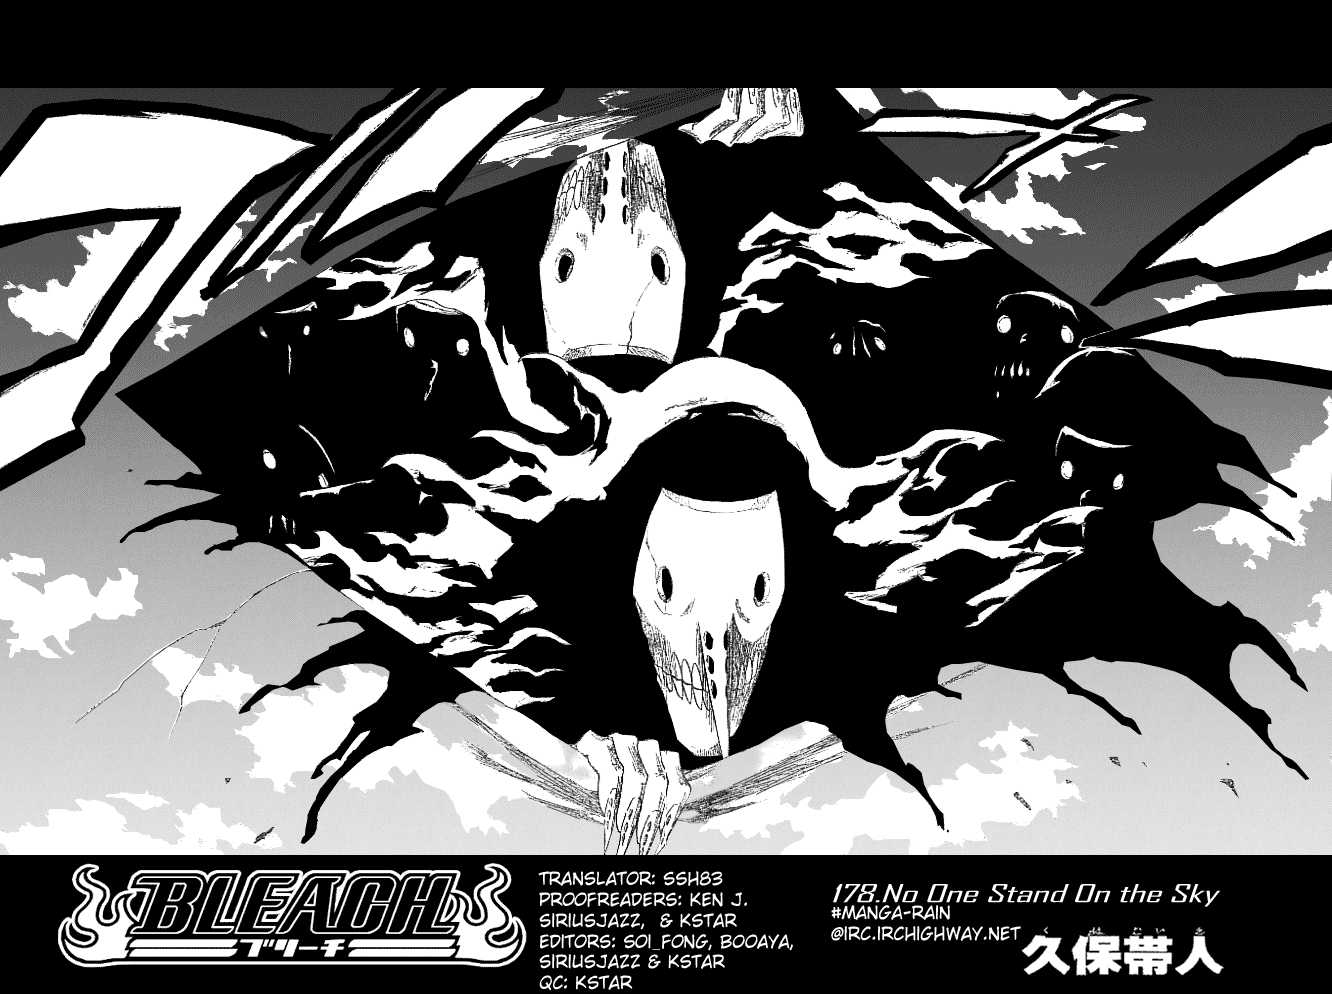 BLEACH
ブリーチ
TRANSLATOR: SSH83
PROOFREADERS: KEN J.
SIRIUSJAZZ, & KSTAR
EDITORS: SOI_FONG, BOOAYA,
SIRIUSJAZZ & KSTAR
QC: KSTAR
178.No One Stand On the Sky
#MANGA-RAIN
@IRC.IRCHIGHWAY.NET
久保帯人